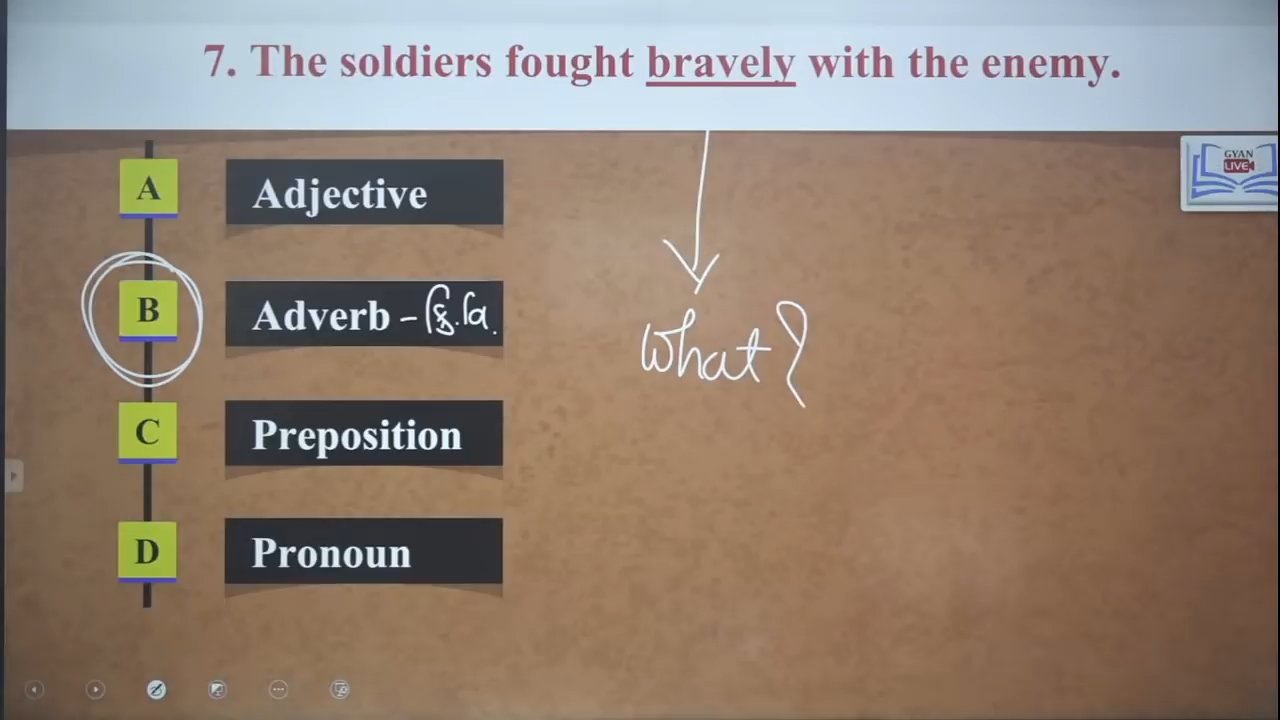 7. The soldiers fought bravely with the enemy.
GYAN
LIVE
A Adjective
B Adverb - ક્રિ.વિ.
C Preposition
D Pronoun
What?